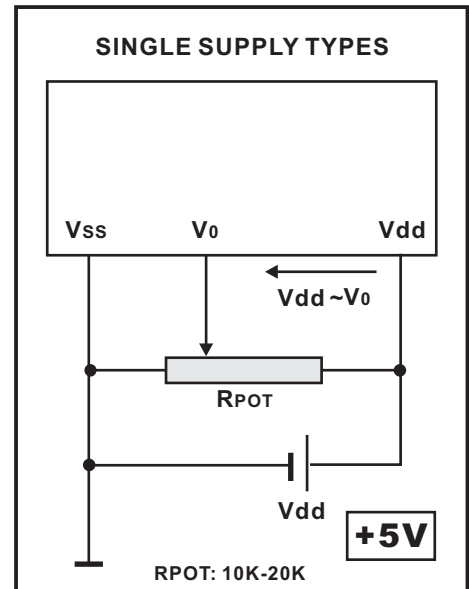 SINGLE SUPPLY TYPES
Vss V0 Vdd
Vdd ~V0
RPOT
Vdd
+5V
RPOT: 10K-20K